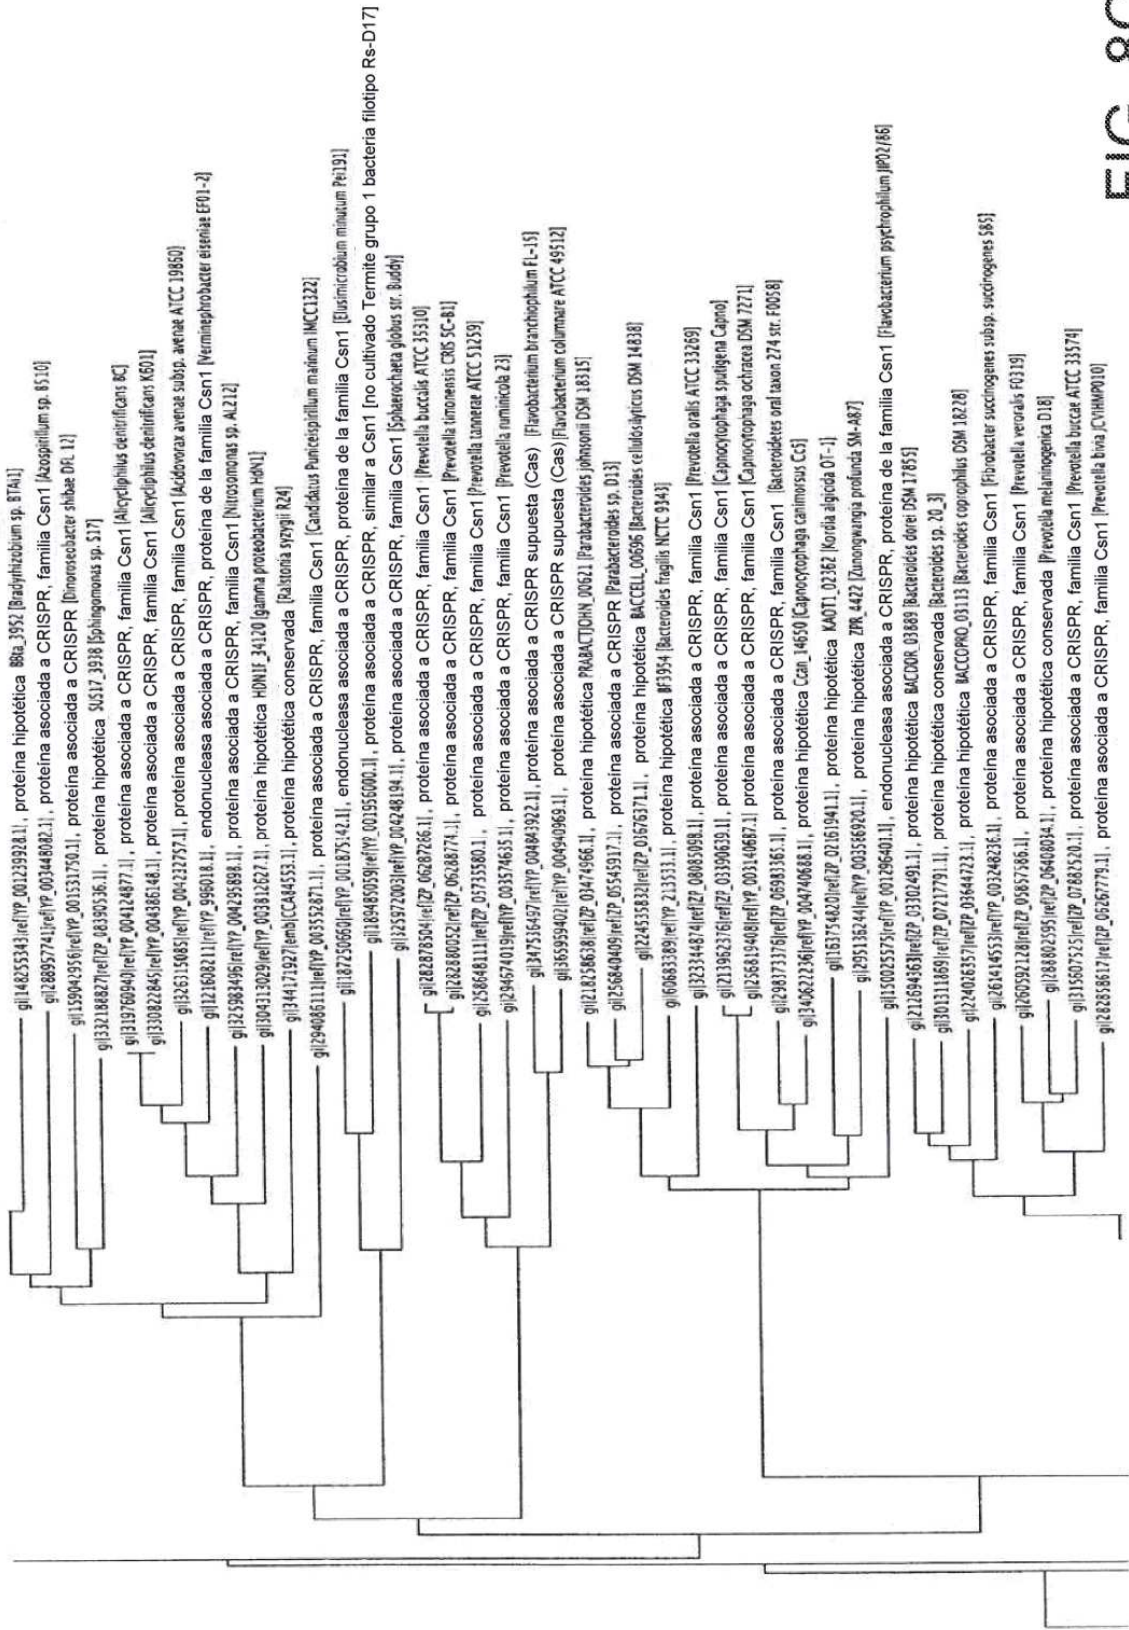 gi|148255343|ref|YP_001239928.1|, proteína hipotética BBta_3952 [Bradyrhizobium sp. BTAi1]
gi|288957741|ref|YP_003448082.1|, proteína asociada a CRISPR, familia Csn1 [Azospirillum sp. B510]
gi|159042956|ref|YP_001531750.1|, proteína asociada a CRISPR [Dinoroseobacter shibae DFL 12]
gi|332188827|ref|ZP_08390536.1|, proteína hipotética SUS17_3938 [Sphingomonas sp. S17]
gi|319760940|ref|YP_004124877.1|, proteína asociada a CRISPR, familia Csn1 [Alicycliphilus denitrificans BC]
gi|330822845|ref|YP_004386148.1|, proteína asociada a CRISPR, familia Csn1 [Alicycliphilus denitrificans K601]
gi|326315085|ref|YP_004232757.1|, proteína asociada a CRISPR, familia Csn1 [Acidovorax avenae subsp. avenae ATCC 19860]
gi|121608211|ref|YP_996018.1|, endonucleasa asociada a CRISPR, proteína de la familia Csn1 [Verminephrobacter eiseniae EF01-2]
gi|325983496|ref|YP_004295898.1|, proteína asociada a CRISPR, familia Csn1 [Nitrosomonas sp. AL212]
gi|304313029|ref|YP_003812627.1|, proteína hipotética HDN1F_34120 [gamma proteobacterium HdN1]
gi|344171927|emb|CCA84553.1|, proteína hipotética conservada [Ralstonia syzygii R24]
gi|294086111|ref|YP_003552871.1|, proteína asociada a CRISPR, familia Csn1 [Candidatus Puniceispirillum marinum IMCC1322]
gi|187250660|ref|YP_001875142.1|, endonucleasa asociada a CRISPR, proteína de la familia Csn1 [Elusimicrobium minutum Pei191]
gi|189485059|ref|YP_001956000.1|, proteína asociada a CRISPR, similar a Csn1 [no cultivado Termite grupo 1 bacteria filotipo Rs-D17]
gi|325972003|ref|YP_004248194.1|, proteína asociada a CRISPR, familia Csn1 [Sphaerochaeta globus str. Buddy]
gi|282878504|ref|ZP_06287286.1|, proteína asociada a CRISPR, familia Csn1 [Prevotella buccalis ATCC 35310]
gi|282880052|ref|ZP_06288774.1|, proteína asociada a CRISPR, familia Csn1 [Prevotella timonensis CRIS 5C-B1]
gi|258648111|ref|ZP_05735580.1|, proteína asociada a CRISPR, familia Csn1 [Prevotella tannerae ATCC 51259]
gi|294674019|ref|YP_003574635.1|, proteína asociada a CRISPR, familia Csn1 [Prevotella ruminicola 23]
gi|347536497|ref|YP_004843922.1|, proteína asociada a CRISPR supuesta (Cas) [Flavobacterium branchiophilum FL-15]
gi|365959402|ref|YP_004940969.1|, proteína asociada a CRISPR supuesta (Cas)[Flavobacterium columnare ATCC 49512]
gi|218258638|ref|ZP_03474966.1|, proteína hipotética PRABACTJOHN_00621 [Parabacteroides johnsonii DSM 18315]
gi|256840409|ref|ZP_05545917.1|, proteína asociada a CRISPR [Parabacteroides sp. D13]
gi|224535832|ref|ZP_03676371.1|, proteína hipotética BACCELL_00696 [Bacteroides cellulosilyticus DSM 14838]
gi|60683389|ref|YP_213533.1|, proteína hipotética BF3954 [Bacteroides fragilis NCTC 9343]
gi|323344874|ref|ZP_08085098.1|, proteína asociada a CRISPR, familia Csn1 [Prevotella oralis ATCC 33269]
gi|213962376|ref|ZP_03390639.1|, proteína asociada a CRISPR, familia Csn1 [Capnocytophaga sputigena Capno]
gi|256819408|ref|YP_003140687.1|, proteína asociada a CRISPR, familia Csn1 [Capnocytophaga ochracea DSM 7271]
gi|298373376|ref|ZP_06983365.1|, proteína asociada a CRISPR, familia Csn1 [Bacteroidetes oral taxon 274 str. F0058]
gi|340622236|ref|YP_004740688.1|, proteína hipotética Ccan_14650 [Capnocytophaga canimorsus Cc5]
gi|163754820|ref|ZP_02161941.1|, proteína hipotética KAOT1_02362 [Kordia algicida OT-1]
gi|295136244|ref|YP_003586920.1|, proteína hipotética ZPR_4422 [Zunongwangia profunda SM-A87]
gi|150025575|ref|YP_001296401.1|, endonucleasa asociada a CRISPR, proteína de la familia Csn1 [Flavobacterium psychrophilum JIP02/86]
gi|212694363|ref|ZP_03302491.1|, proteína hipotética BACDOR_03889 [Bacteroides dorei DSM 17855]
gi|301311869|ref|ZP_07217791.1|, proteína hipotética conservada [Bacteroides sp. 20_3]
gi|224026357|ref|ZP_03644723.1|, proteína hipotética BACCOPRO_03113 [Bacteroides coprophilus DSM 18228]
gi|261414553|ref|YP_003248236.1|, proteína asociada a CRISPR, familia Csn1 [Fibrobacter succinogenes subsp. succinogenes S85]
gi|260592128|ref|ZP_05857586.1|, proteína asociada a CRISPR, familia Csn1 [Prevotella veroralis F0319]
gi|288802595|ref|ZP_06408034.1|, proteína hipotética conservada [Prevotella melaninogenica D18]
gi|315607525|ref|ZP_07882520.1|, proteína asociada a CRISPR, familia Csn1 [Prevotella buccae ATCC 33574]
gi|282858617|ref|ZP_06267779.1|, proteína asociada a CRISPR, familia Csn1 [Prevotella bivia JCVIHMP010]
FIG. 8C